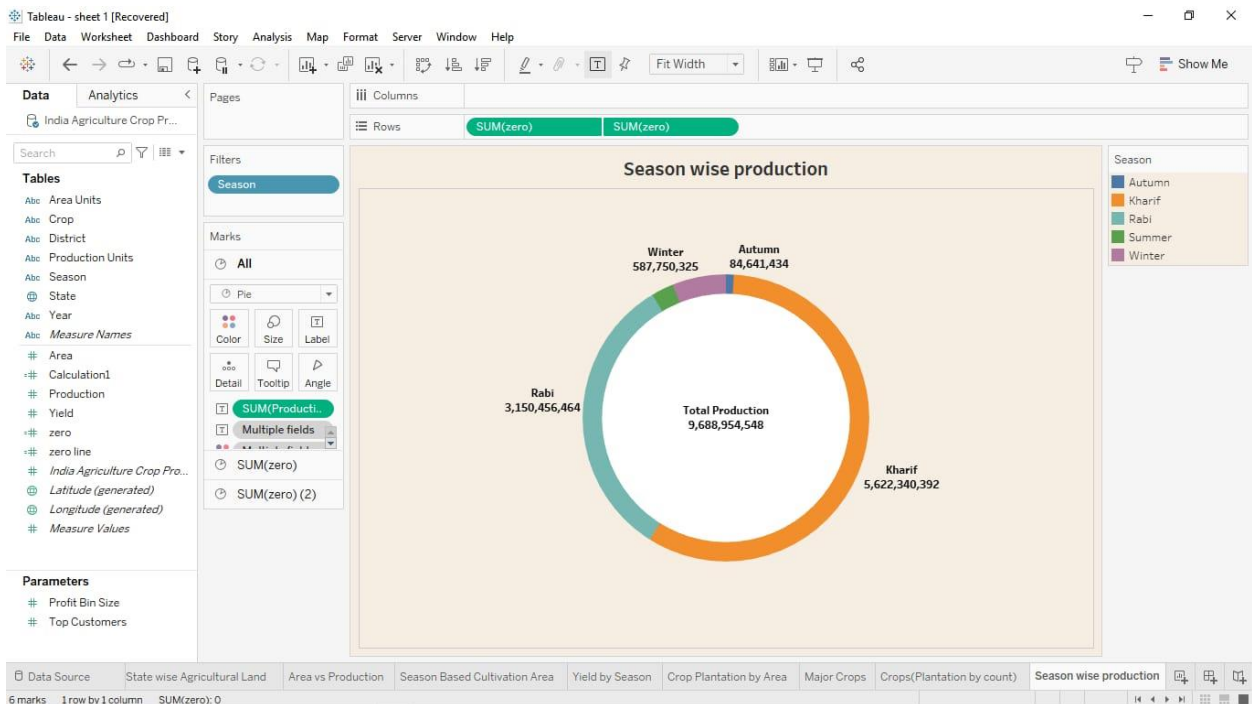 Tableau - sheet 1 [Recovered]
File Data Worksheet Dashboard Story Analysis Map Format Server Window Help
Fit Width
Show Me
Data Analytics
India Agriculture Crop Pr...
Search
Tables
Abc Area Units
Abc Crop
Abc District
Abc Production Units
Abc Season
State
Abc Year
Abc Measure Names
# Area
=# Calculation1
# Production
# Yield
=# zero
=# zero line
# India Agriculture Crop Pro...
Latitude (generated)
Longitude (generated)
# Measure Values
Parameters
# Profit Bin Size
# Top Customers
Pages
Filters
Season
Marks
All
Pie
Color Size Label
Detail Tooltip Angle
T SUM(Producti..
T Multiple fields
SUM(zero)
SUM(zero) (2)
iii Columns
Rows SUM(zero) SUM(zero)
Season wise production
Winter
587,750,325
Autumn
84,641,434
Rabi
3,150,456,464
Total Production
9,688,954,548
Kharif
5,622,340,392
Season
Autumn
Kharif
Rabi
Summer
Winter
Data Source State wise Agricultural Land Area vs Production Season Based Cultivation Area Yield by Season Crop Plantation by Area Major Crops Crops(Plantation by count) Season wise production
6 marks 1 row by 1 column SUM(zero): 0